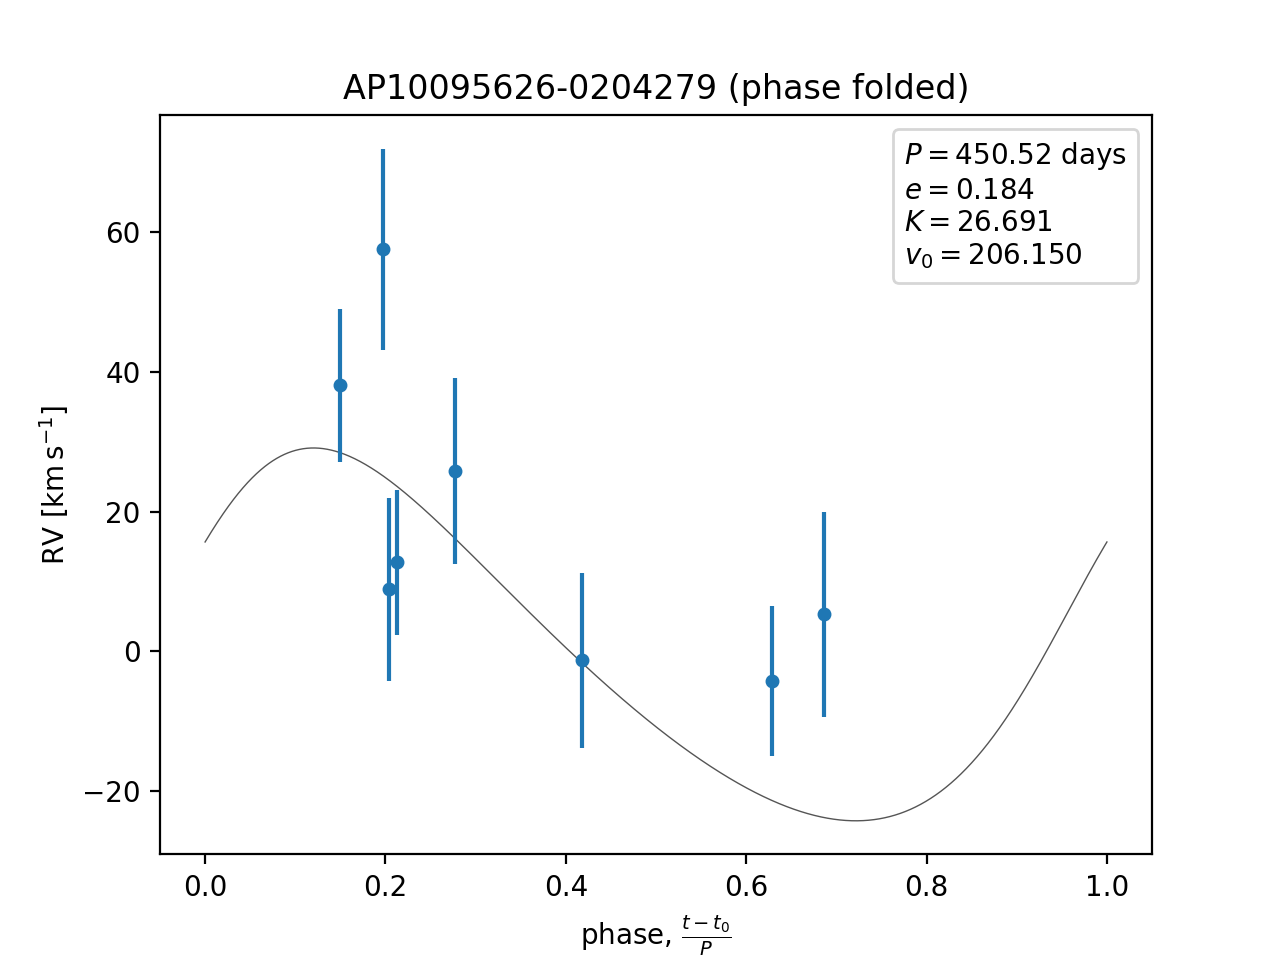 AP10095626-0204279 (phase folded)
P = 450.52 days
e = 0.184
K = 26.691
v₀ = 206.150
60
40
20
0
−20
RV [km s⁻¹]
0.0 0.2 0.4 0.6 0.8 1.0
phase, (t − t₀)/P